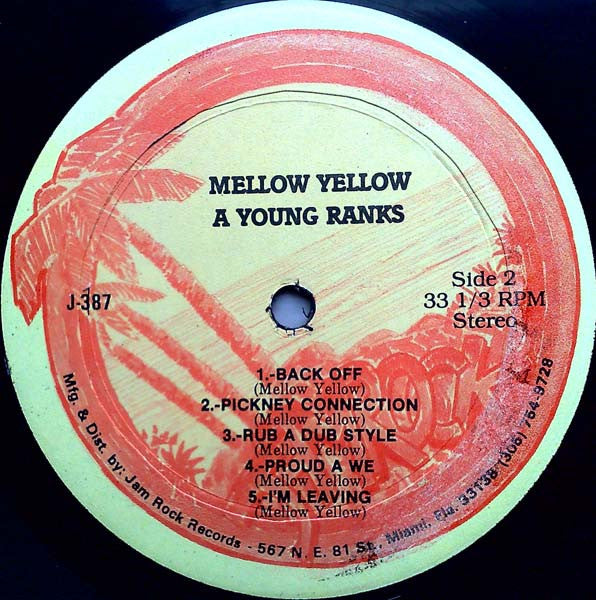 MELLOW YELLOW
A YOUNG RANKS
J-387
Side 2
33 1/3 RPM
Stereo
1.-BACK OFF
(Mellow Yellow)
2.-PICKNEY CONNECTION
(Mellow Yellow)
3.-RUB A DUB STYLE
(Mellow Yellow)
4.-PROUD A WE
(Mellow Yellow)
5.-I'M LEAVING
(Mellow Yellow)
ROCK
Mfg. & Dist. by: Jam Rock Records - 567 N. E. 81 St., Miami, Fla. 33138 (305) 754-9728